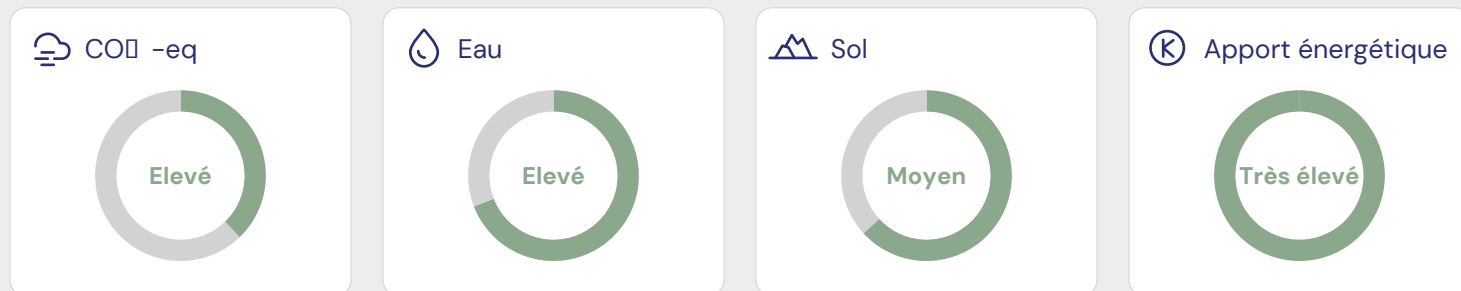 CO▯ -eq
Elevé
Eau
Elevé
Sol
Moyen
Apport énergétique
Très élevé